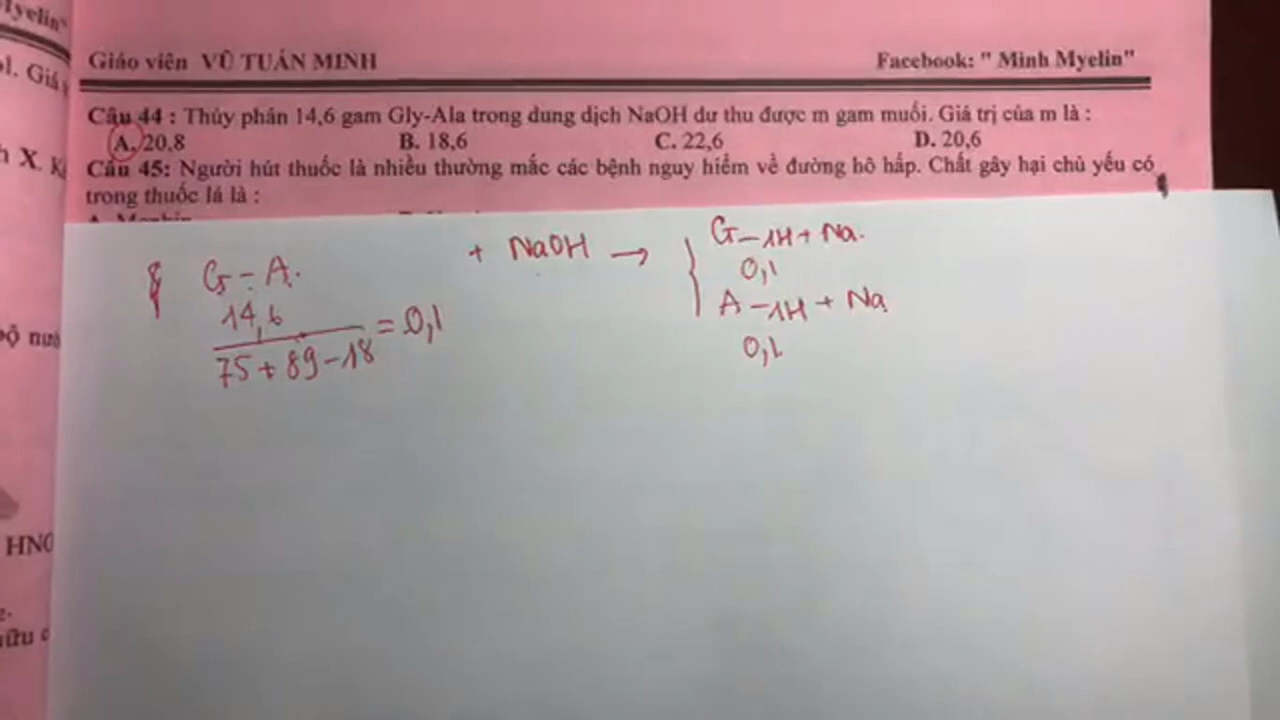 Giáo viên VŨ TUẤN MINH Facebook: " Minh Myelin"
Câu 44 : Thủy phân 14,6 gam Gly-Ala trong dung dịch NaOH dư thu được m gam muối. Giá trị của m là :
A. 20,8 B. 18,6 C. 22,6 D. 20,6
Câu 45: Người hút thuốc là nhiều thường mắc các bệnh nguy hiểm về đường hô hấp. Chất gây hại chủ yếu có
trong thuốc lá là :
G - A. + NaOH → G - 1H + Na.
14,6 0,1
75 + 89 - 18 = 0,1 A - 1H + Na
0,1
HNO